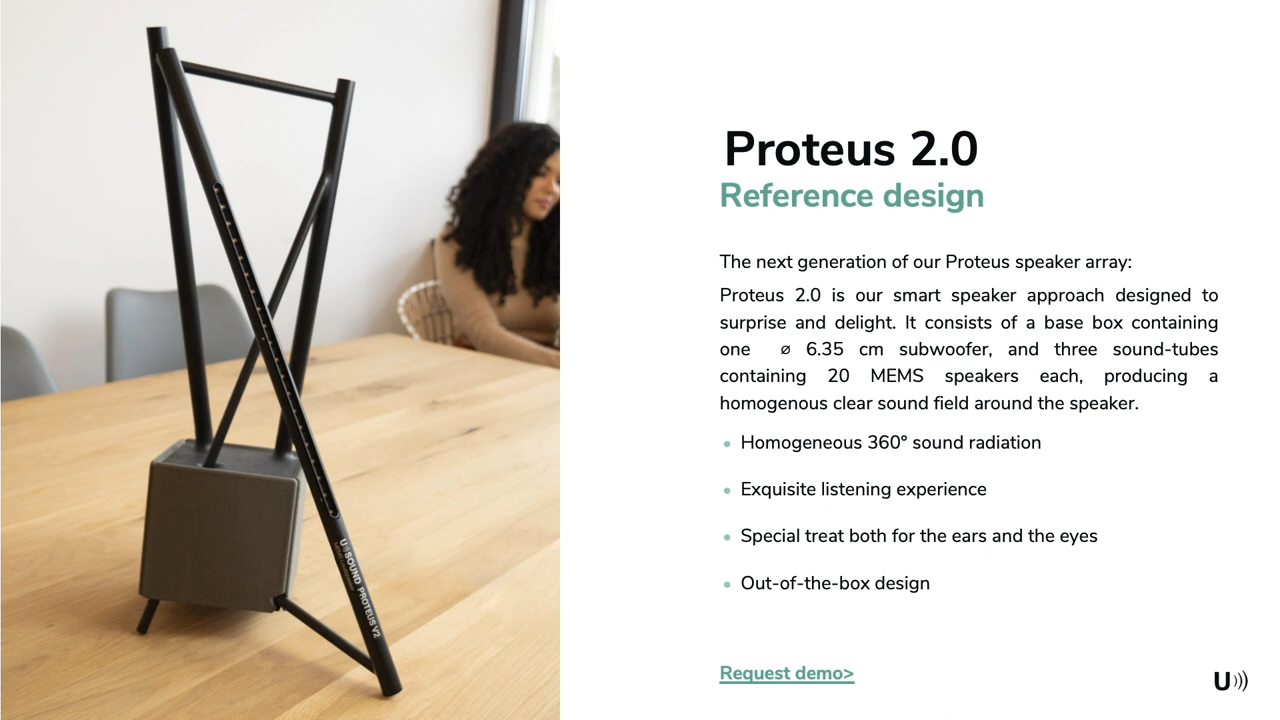 Proteus 2.0
Reference design
The next generation of our Proteus speaker array:
Proteus 2.0 is our smart speaker approach designed to
surprise and delight. It consists of a base box containing
one ⌀ 6.35 cm subwoofer, and three sound-tubes
containing 20 MEMS speakers each, producing a
homogenous clear sound field around the speaker.
• Homogeneous 360° sound radiation
• Exquisite listening experience
• Special treat both for the ears and the eyes
• Out-of-the-box design
Request demo>
U
USOUND PROTEUS V2